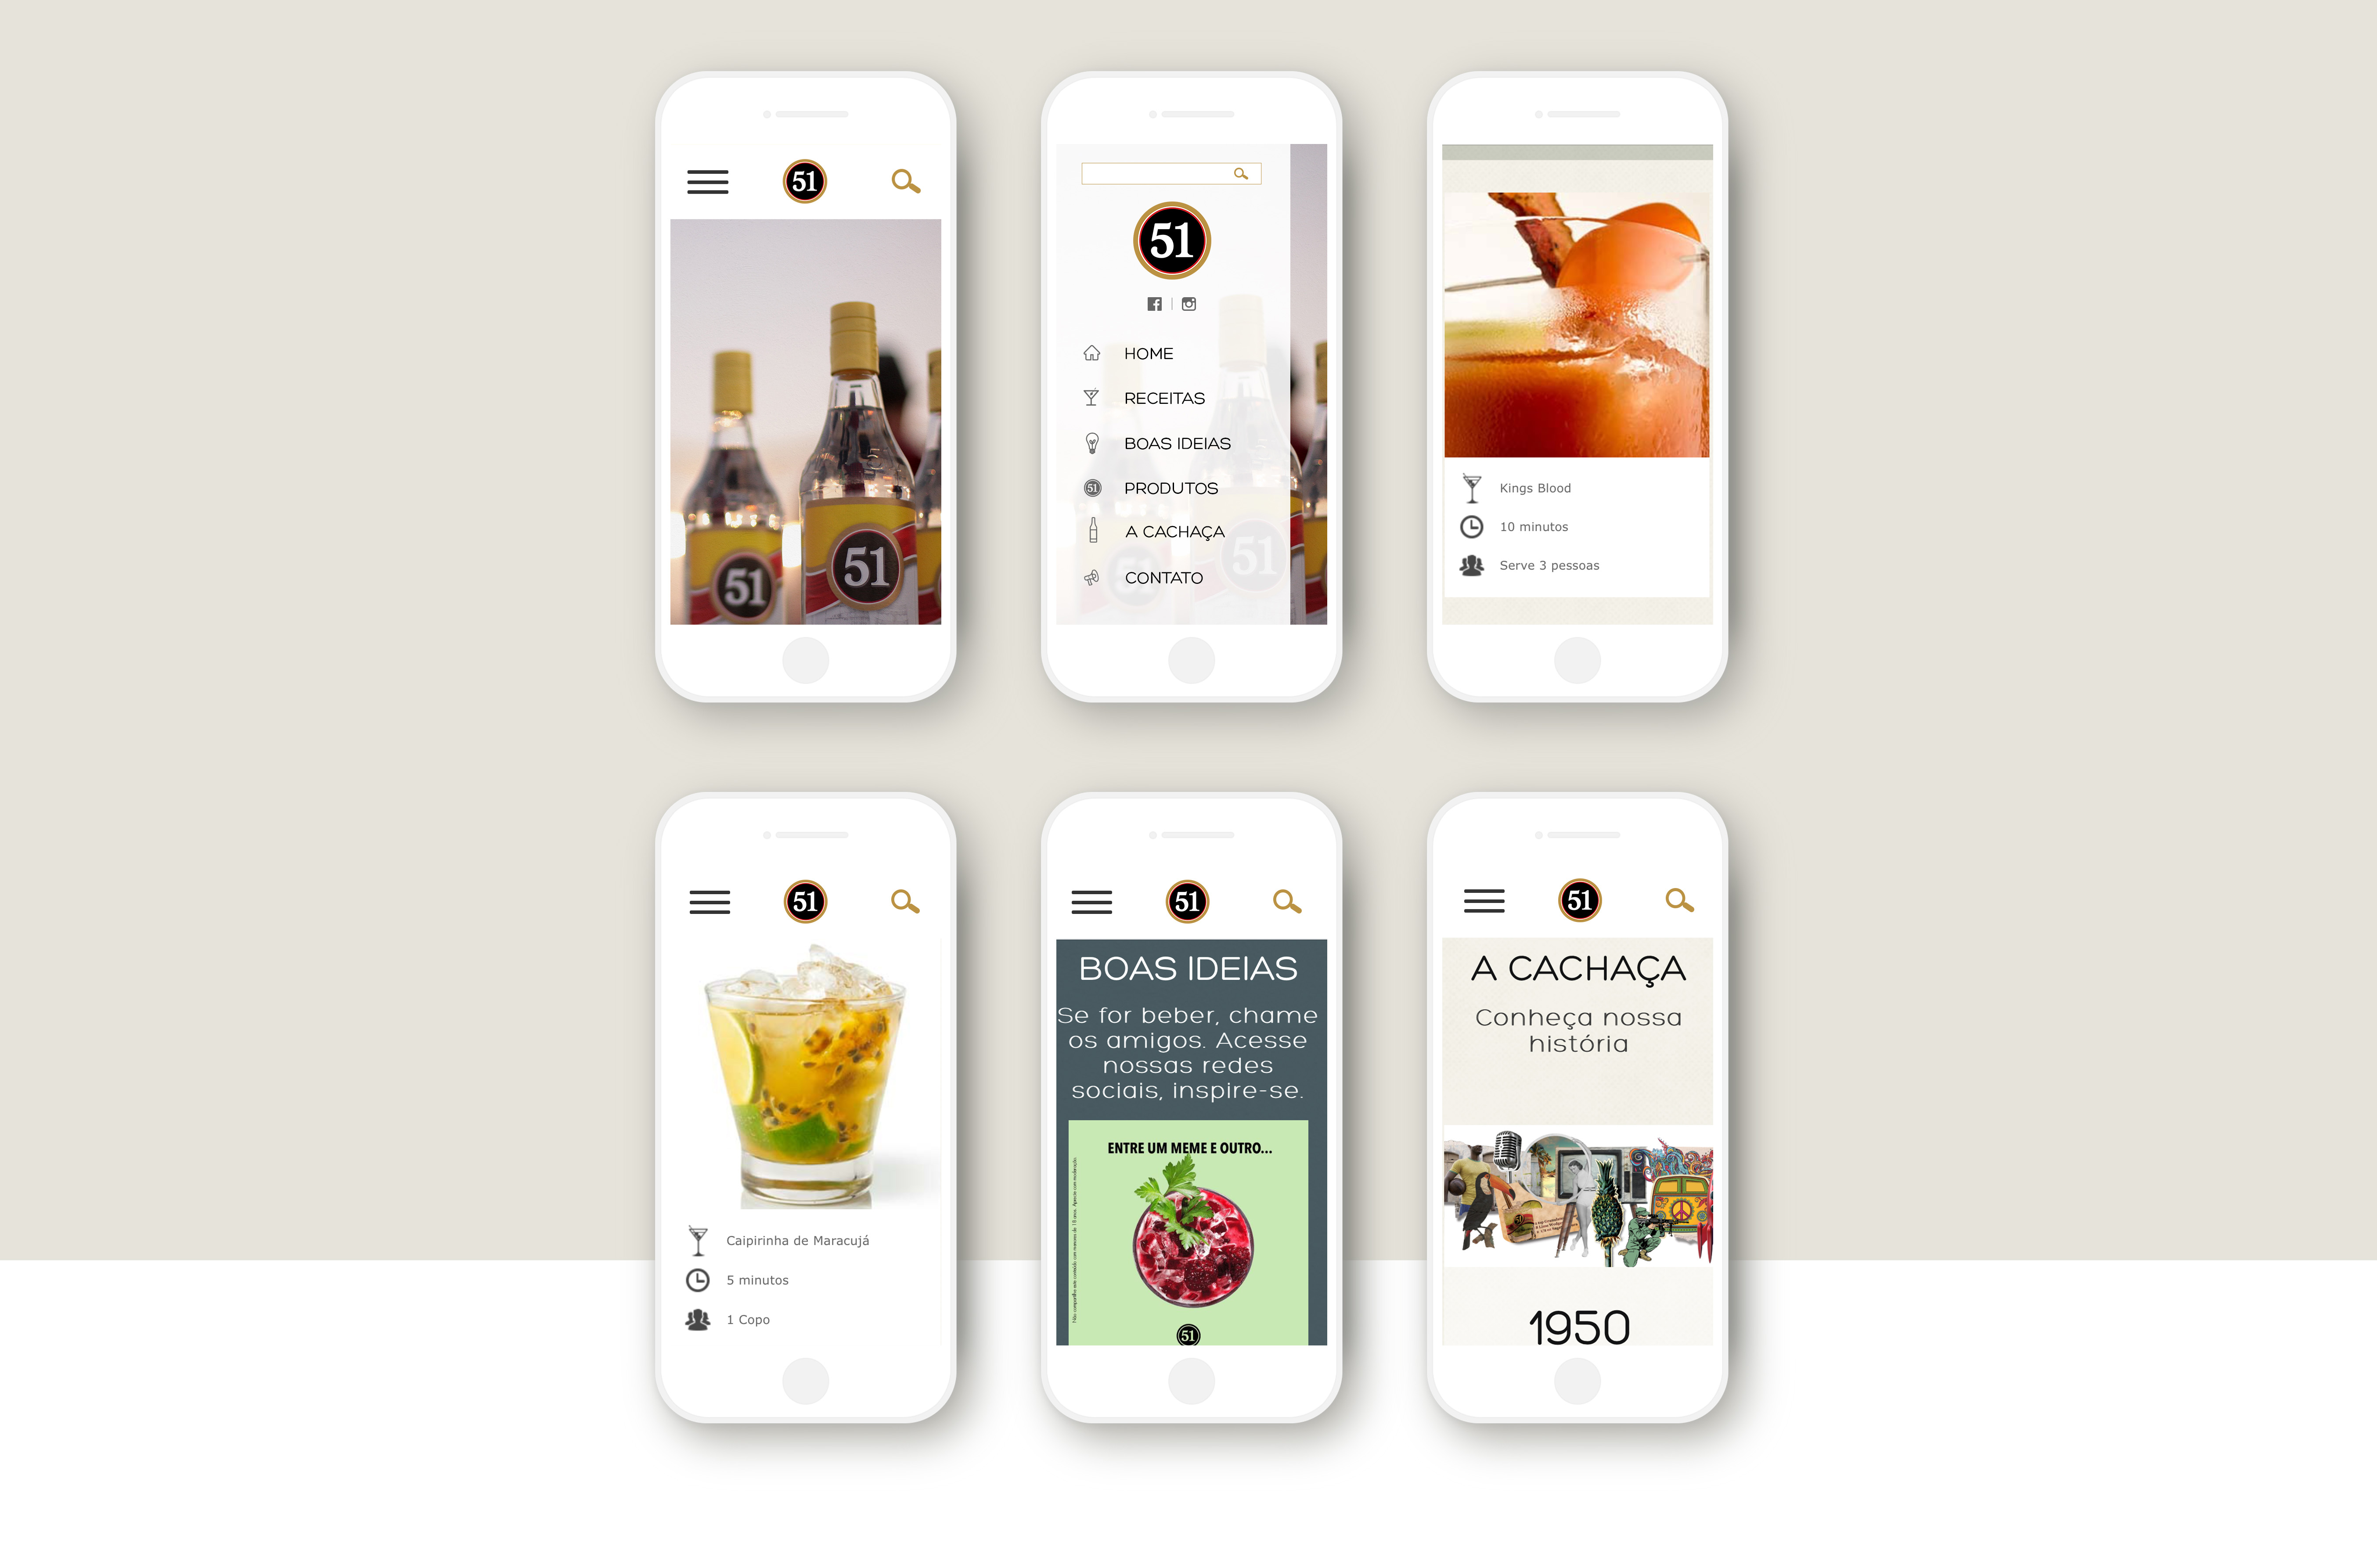 51
51
51
51
HOME
RECEITAS
BOAS IDEIAS
51
PRODUTOS
A CACHAÇA
CONTATO
Kings Blood
10 minutos
Serve 3 pessoas
51
Caipirinha de Maracujá
5 minutos
1 Copo
51
BOAS IDEIAS
Se for beber, chame
os amigos. Acesse
nossas redes
sociais, inspire-se.
ENTRE UM MEME E OUTRO...
51
51
A CACHAÇA
Conheça nossa
história
1950